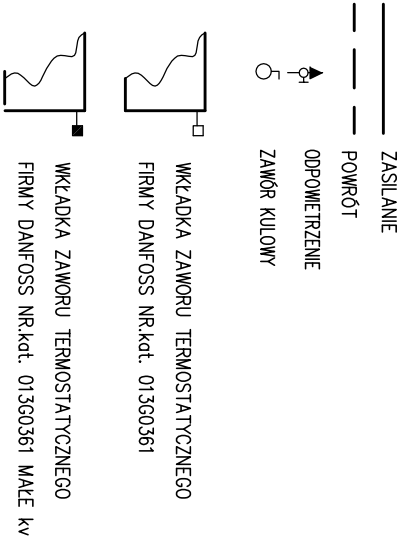 ZASILANIE
POWRÓT
ODPOWIETRZENIE
ZAWÓR KULOWY
WKŁADKA ZAWORU TERMOSTATYCZNEGO
FIRMY DANFOSS NR.kat. 013G0361
WKŁADKA ZAWORU TERMOSTATYCZNEGO
FIRMY DANFOSS NR.kat. 013G0361 MAŁE kv